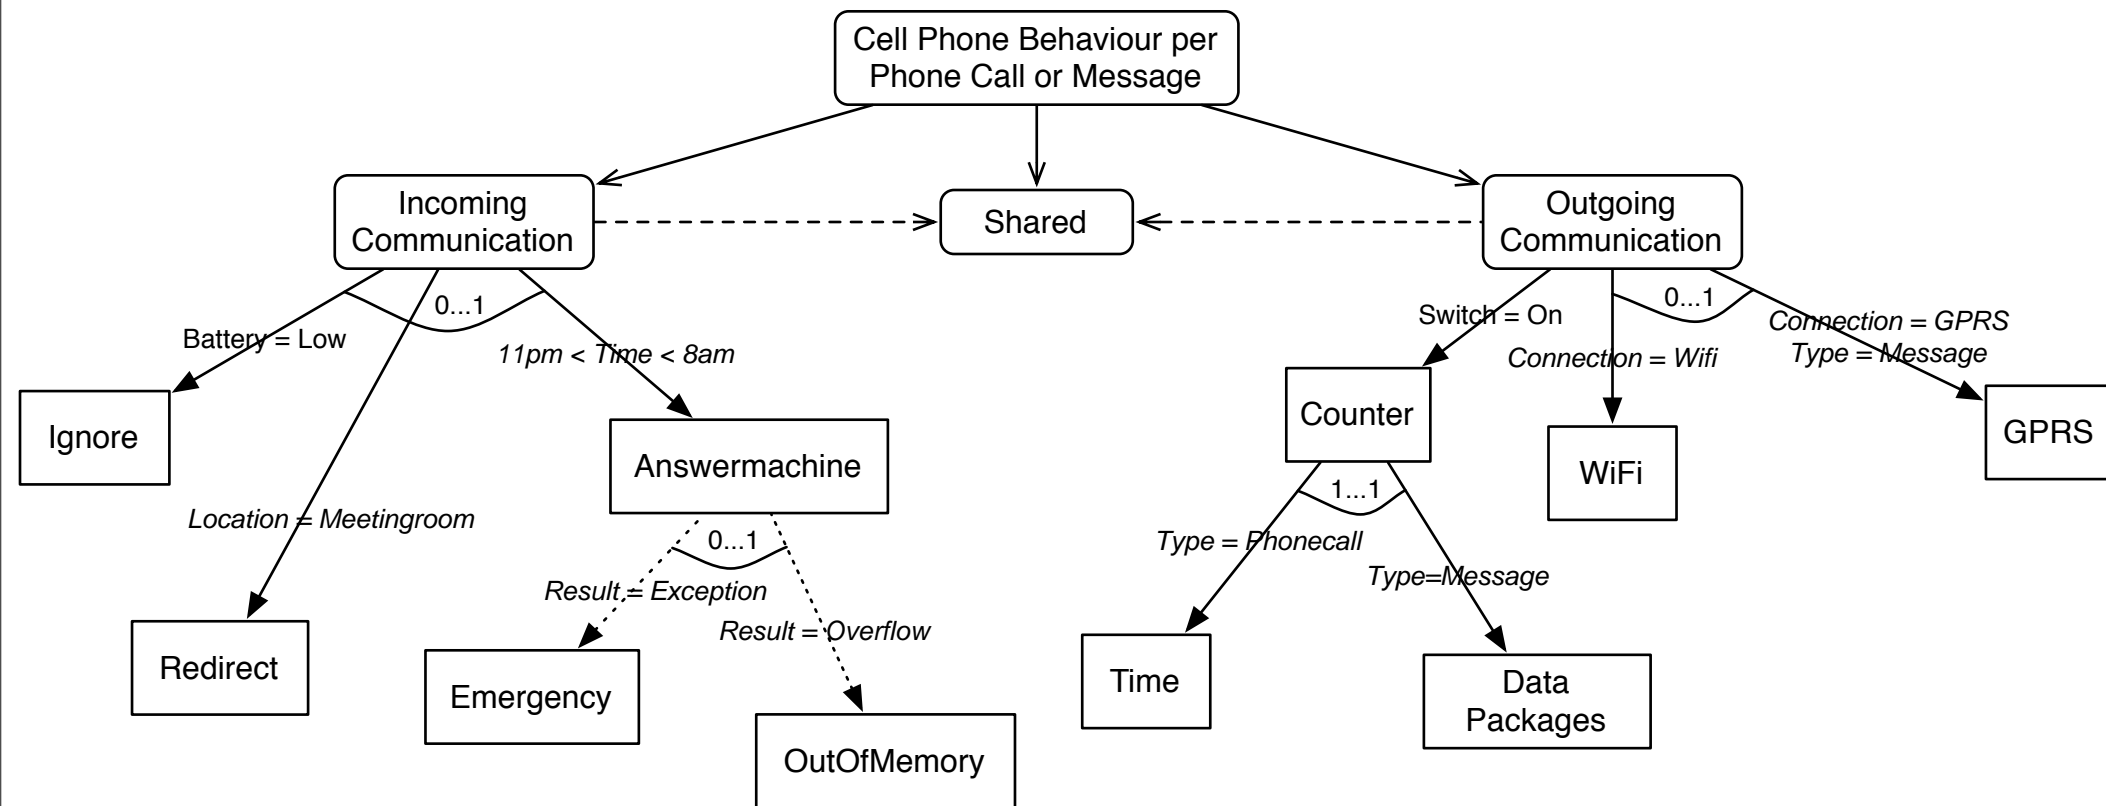 Cell Phone Behaviour per
Phone Call or Message
Incoming
Communication
Shared
Outgoing
Communication
0...1
0...1
Battery = Low
11pm < Time < 8am
Switch = On
Connection = Wifi
Connection = GPRS
Type = Message
Ignore
Answermachine
Counter
WiFi
GPRS
Location = Meetingroom
0...1
1...1
Result = Exception
Result = Overflow
Type = Phonecall
Type=Message
Redirect
Emergency
OutOfMemory
Time
Data
Packages